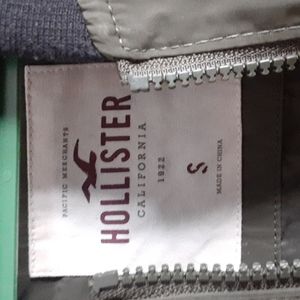 PACIFIC MERCHANTS
HOLLISTER
CALIFORNIA
1922
S
MADE IN CHINA